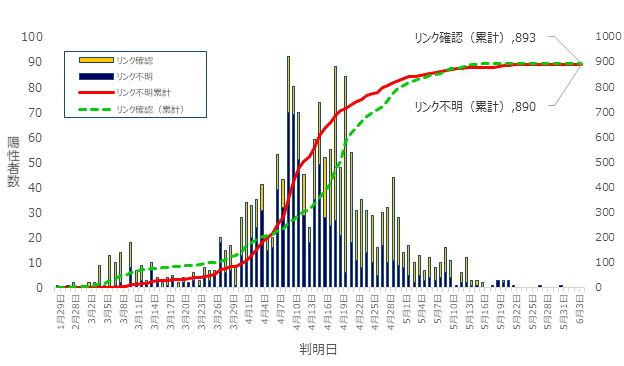 リンク確認（累計）,893
100
90
80
70
60
50
40
30
20
10
0
陽性者数
リンク確認
リンク不明
リンク不明累計
リンク確認（累計）
リンク不明（累計）,890
1000
900
800
700
600
500
400
300
200
100
0
1月29日
2月28日
3月2日
3月5日
3月8日
3月11日
3月14日
3月17日
3月20日
3月23日
3月26日
3月29日
4月1日
4月4日
4月7日
4月10日
4月13日
4月16日
4月19日
4月22日
4月25日
4月28日
5月1日
5月4日
5月7日
5月10日
5月13日
5月16日
5月19日
5月22日
5月25日
5月28日
5月31日
6月3日
判明日